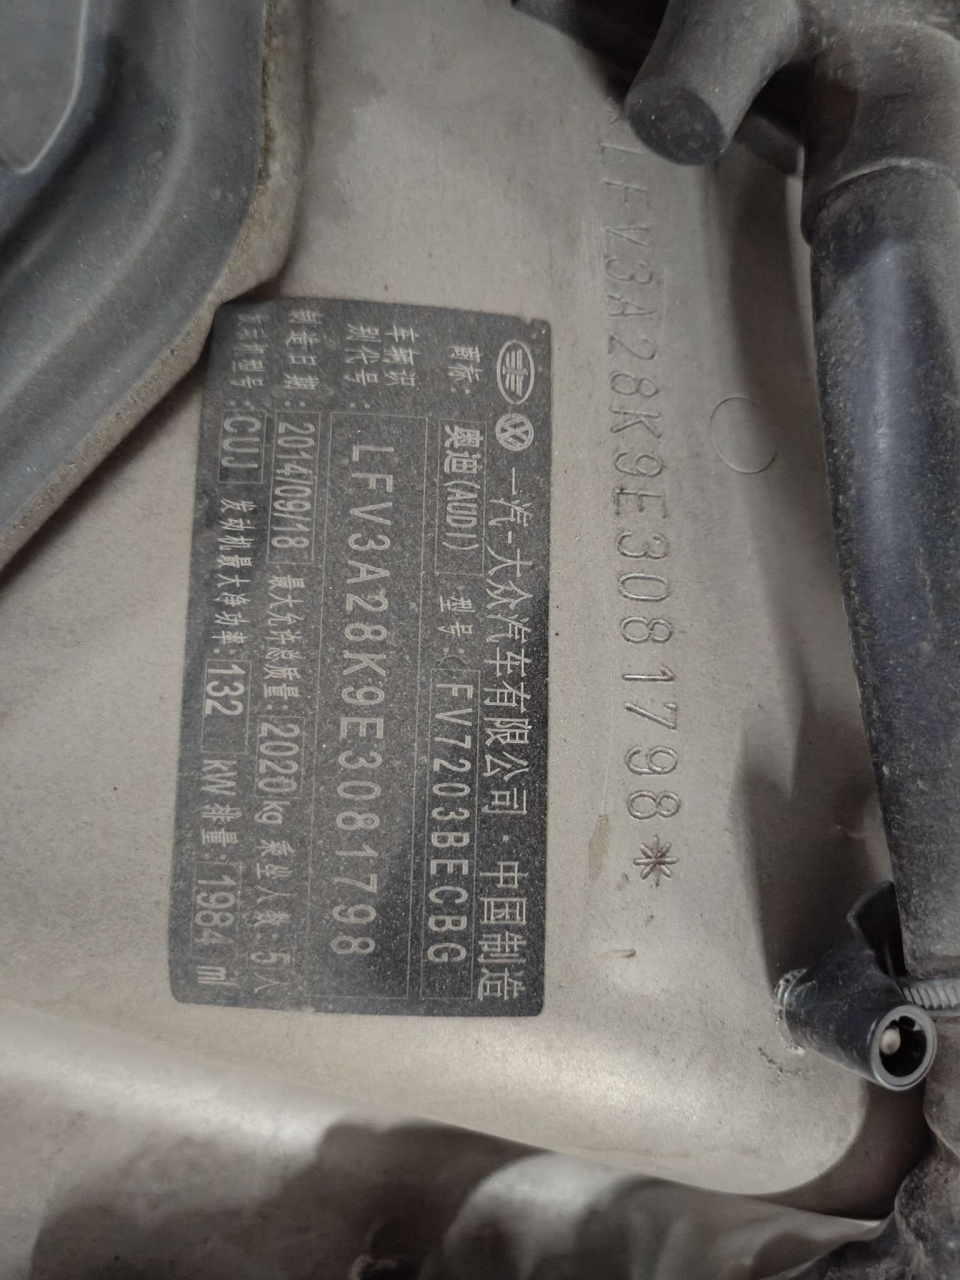 LFV3A28K9E3081798*
一汽-大众汽车有限公司·中国制造
商标: 奥迪(AUDI) 型号: FV7203BECBG
车辆识别代号: LFV3A28K9E3081798
制造日期: 2014/09/18 最大允许总质量: 2020 kg 乘坐人数: 5人
发动机型号: CUJ 发动机最大净功率: 132 kW 排量: 1984 ml